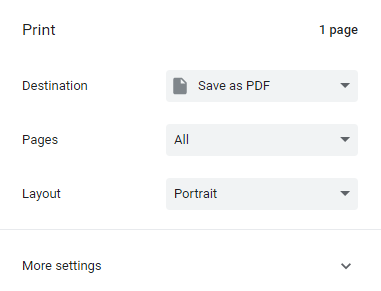 Print 1 page
Destination Save as PDF
Pages All
Layout Portrait
More settings